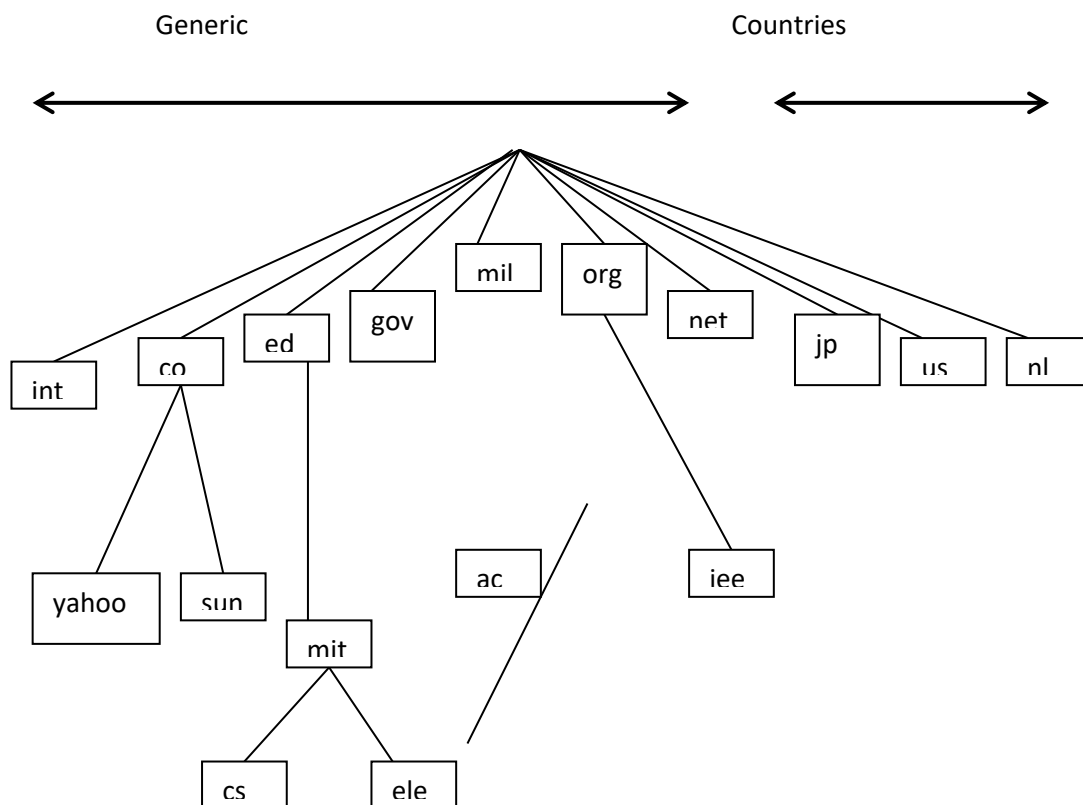 Generic
Countries
mil
org
gov
net
ed
jp
co
us
nl
int
ac
iee
yahoo
sun
mit
cs
ele